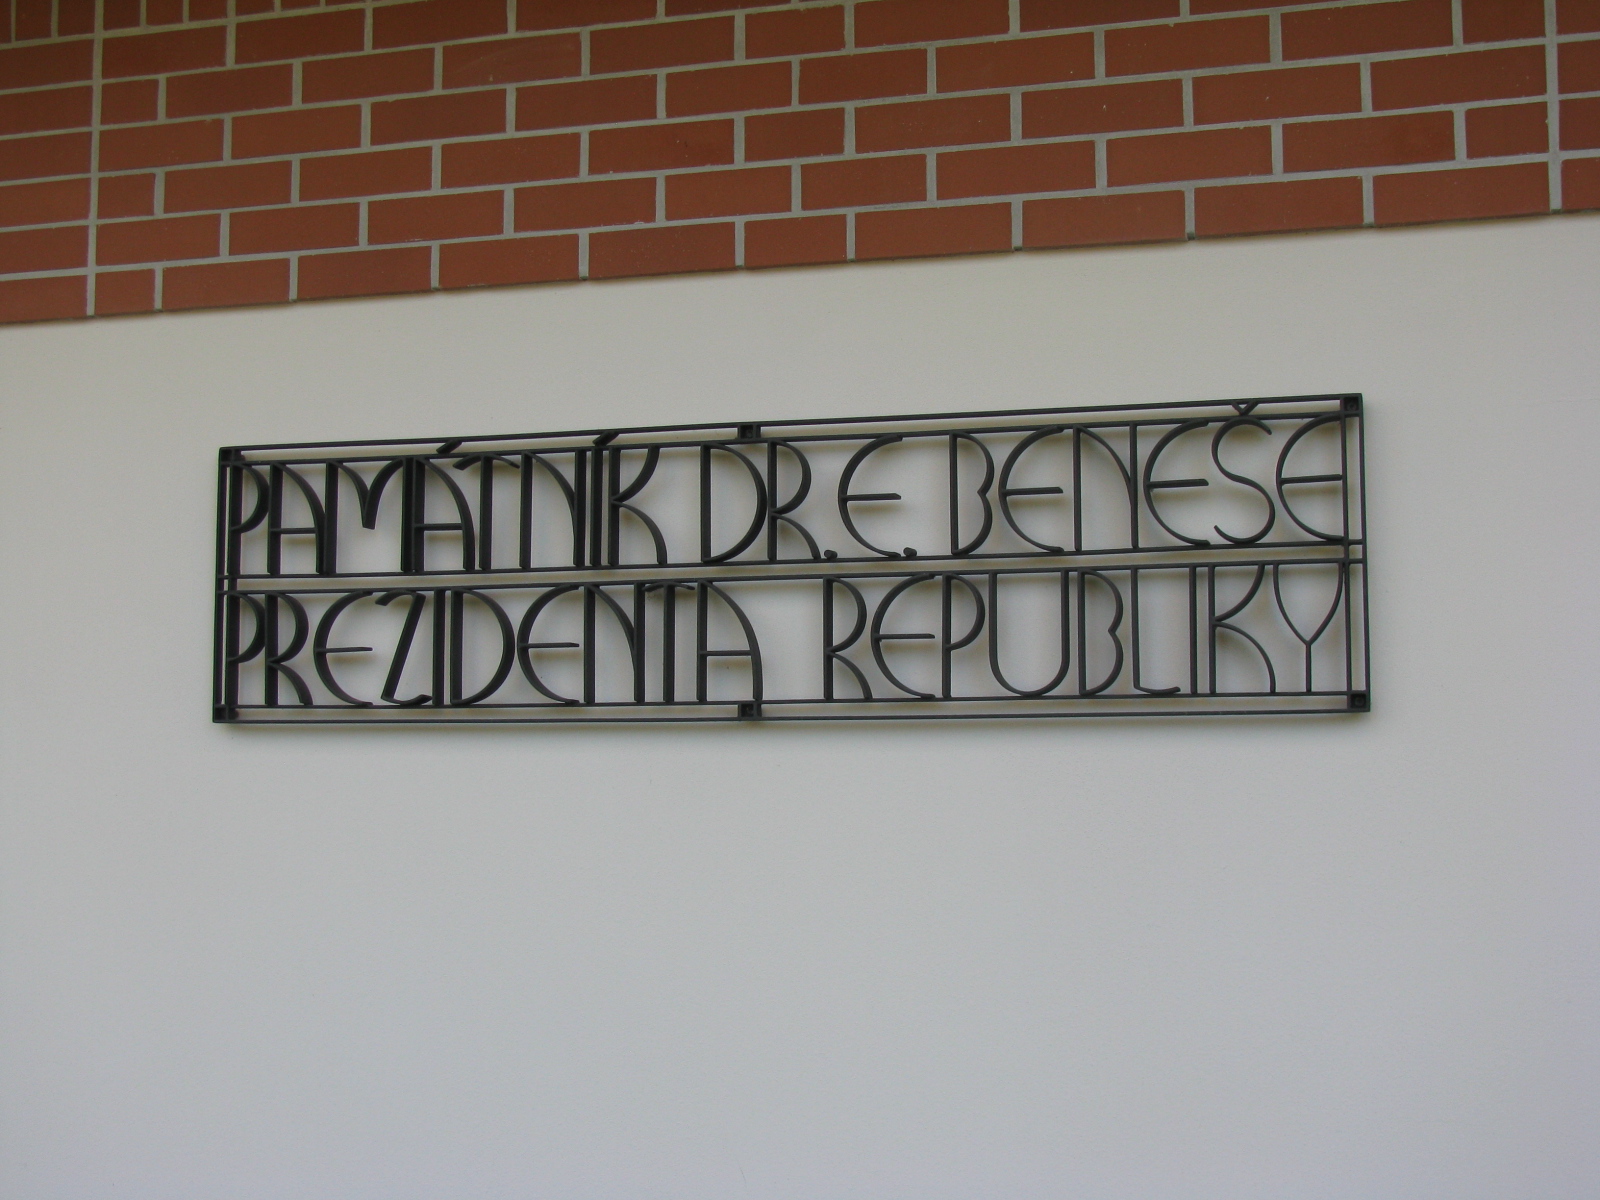 PAMÁTNÍK DR. E. BENEŠE
PREZIDENTA REPUBLIKY